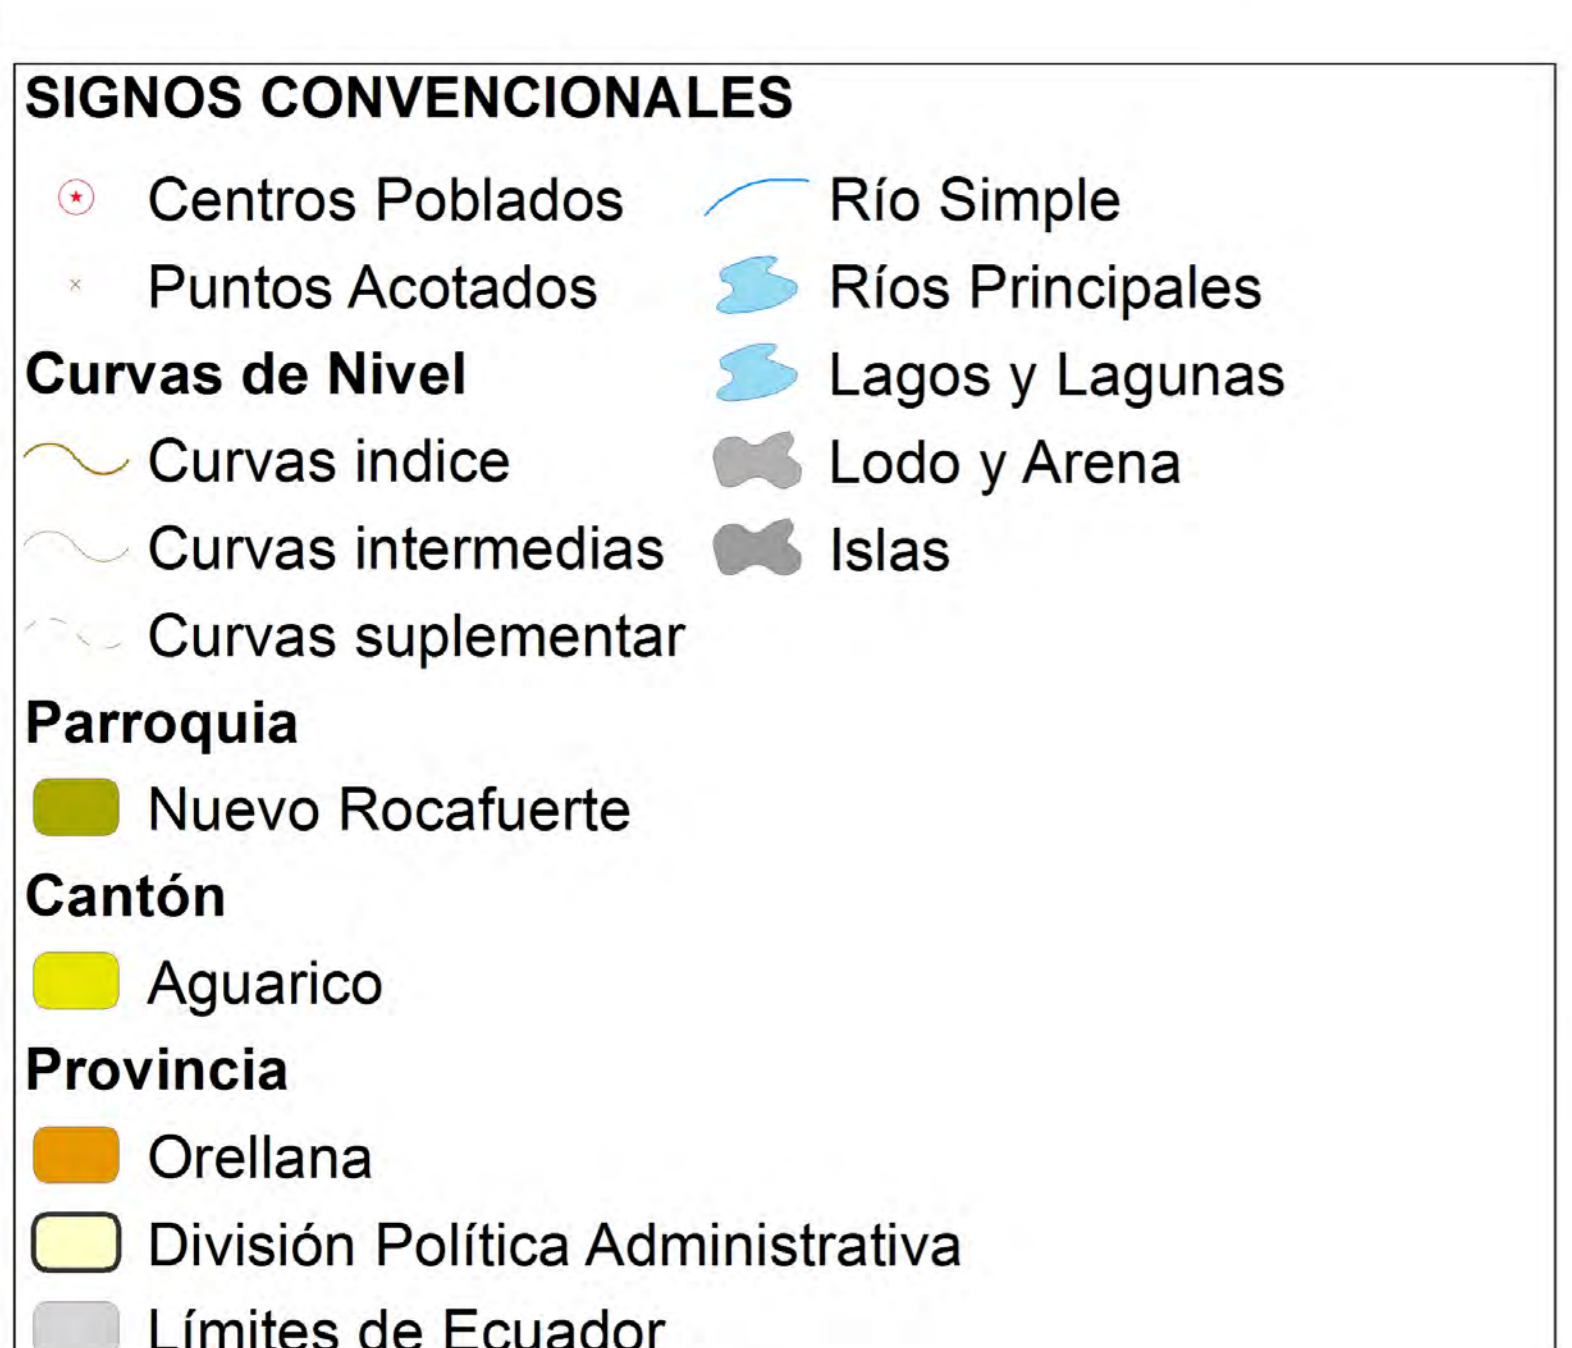 SIGNOS CONVENCIONALES
Centros Poblados
Puntos Acotados
Curvas de Nivel
Curvas indice
Curvas intermedias
Curvas suplementar
Parroquia
Nuevo Rocafuerte
Cantón
Aguarico
Provincia
Orellana
División Política Administrativa
Límites de Ecuador
Río Simple
Ríos Principales
Lagos y Lagunas
Lodo y Arena
Islas